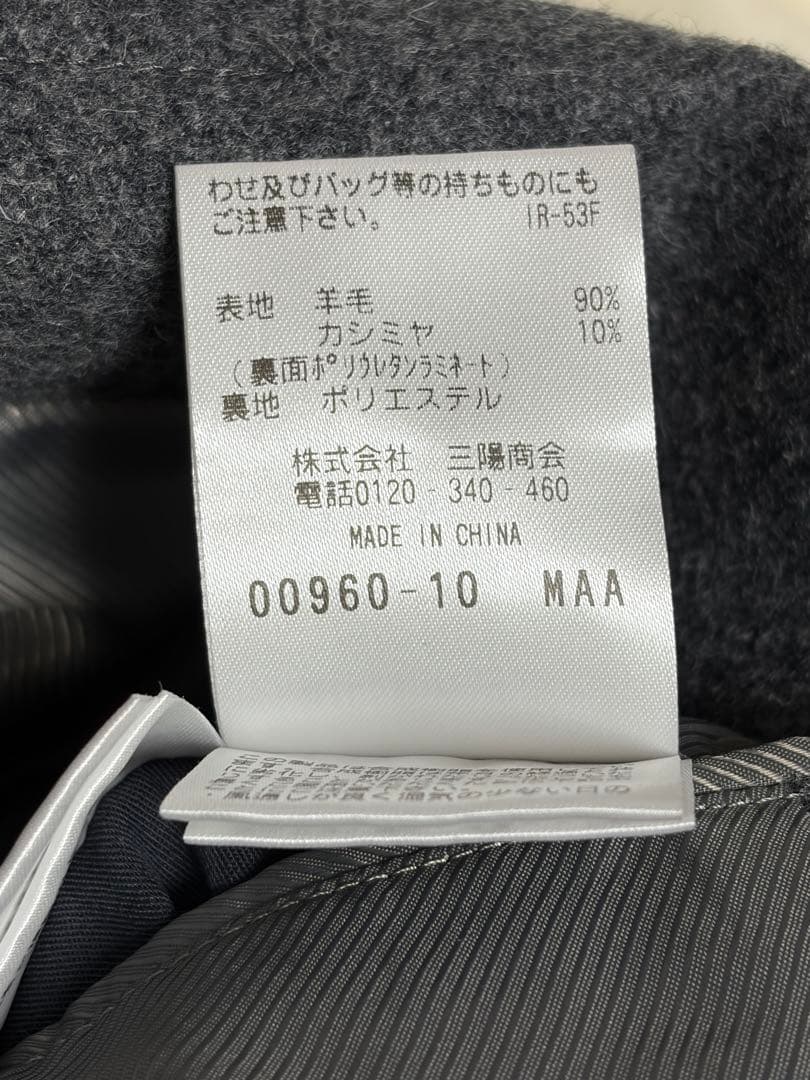 わせ及びバッグ等の持ちものにも
ご注意下さい。 IR-53F
表地 羊毛 90%
カシミヤ 10%
(裏面ポリウレタンラミネート)
裏地 ポリエステル
株式会社 三陽商会
電話0120-340-460
MADE IN CHINA
00960-10 MAA